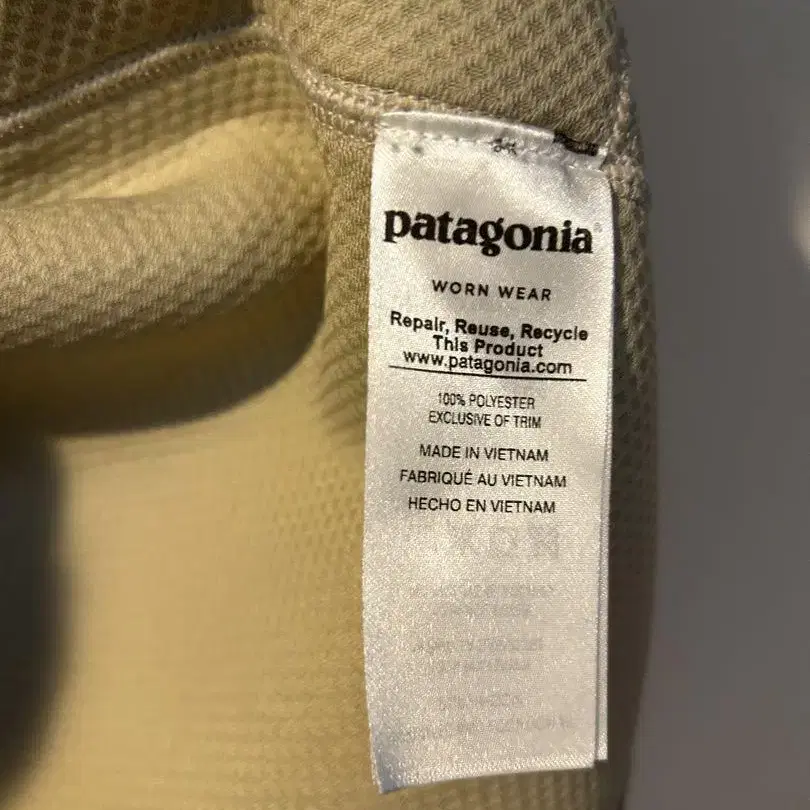 patagonia
WORN WEAR
Repair, Reuse, Recycle
This Product
www.patagonia.com
100% POLYESTER
EXCLUSIVE OF TRIM
MADE IN VIETNAM
FABRIQUÉ AU VIETNAM
HECHO EN VIETNAM